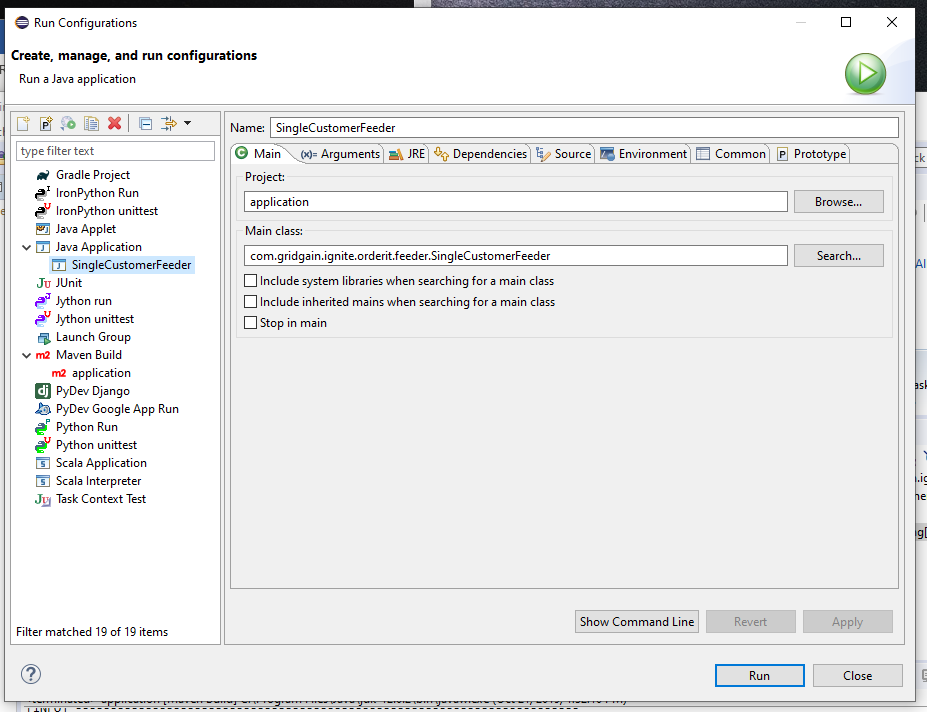 Run Configurations
Create, manage, and run configurations
Run a Java application
type filter text
Gradle Project
IronPython Run
IronPython unittest
Java Applet
Java Application
SingleCustomerFeeder
JUnit
Jython run
Jython unittest
Launch Group
m2 Maven Build
m2 application
dj PyDev Django
PyDev Google App Run
Python Run
Python unittest
Scala Application
Scala Interpreter
Task Context Test
Filter matched 19 of 19 items
Name: SingleCustomerFeeder
Main (x)= Arguments JRE Dependencies Source Environment Common P Prototype
Project:
application Browse...
Main class:
com.gridgain.ignite.orderit.feeder.SingleCustomerFeeder Search...
Include system libraries when searching for a main class
Include inherited mains when searching for a main class
Stop in main
Show Command Line Revert Apply
? Run Close